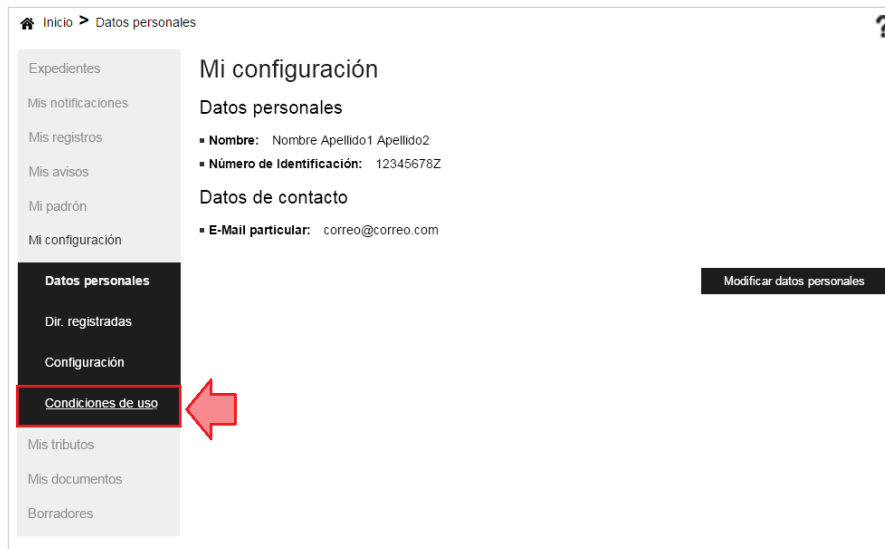 Inicio > Datos personales
?
Expedientes
Mis notificaciones
Mis registros
Mis avisos
Mi padrón
Mi configuración
Datos personales
Dir. registradas
Configuración
Condiciones de uso
Mis tributos
Mis documentos
Borradores
Mi configuración
Datos personales
Nombre: Nombre Apellido1 Apellido2
Número de Identificación: 12345678Z
Datos de contacto
E-Mail particular: correo@correo.com
Modificar datos personales